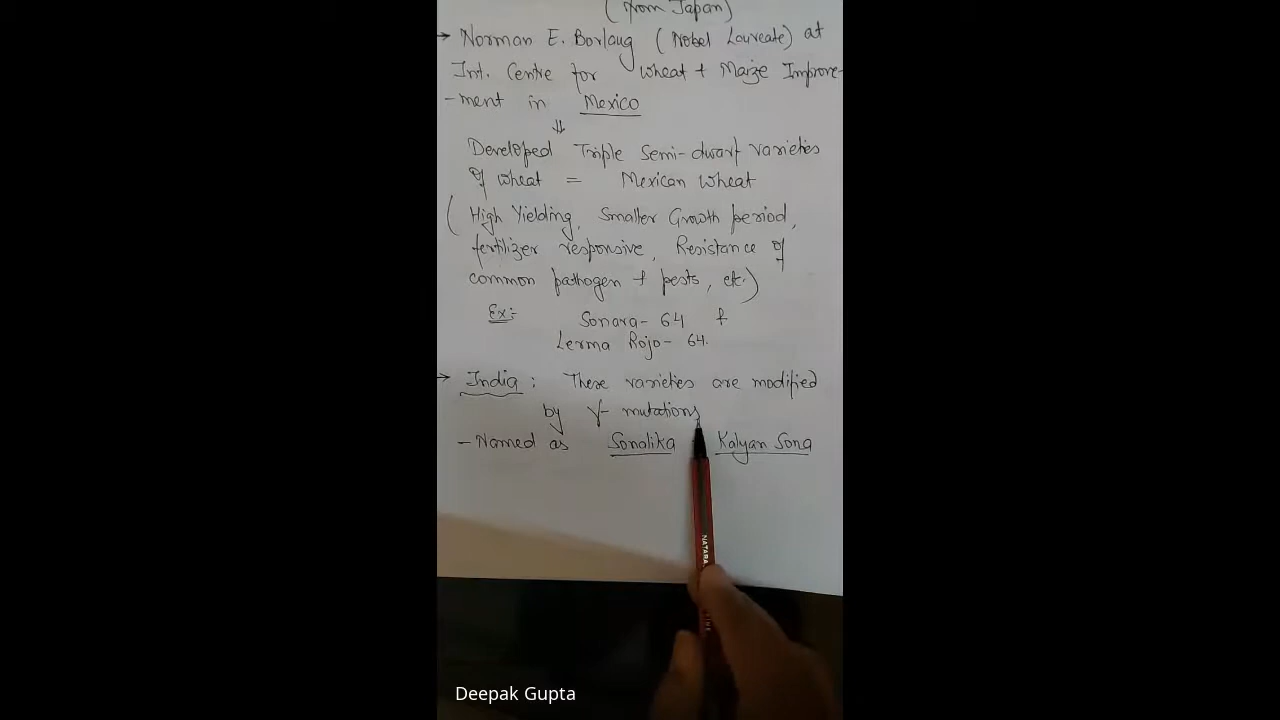 (from Japan)
→ Norman E. Borlaug (Nobel Laureate) at
Int. Centre for wheat + Maize Improve-
-ment in Mexico
⇓
Developed Triple Semi-dwarf varieties
of wheat = Mexican wheat
( High Yielding, Smaller Growth period,
fertilizer responsive, Resistance of
common pathogen + pests, etc.)
Ex:- Sonara-64 &
Lerma Rojo-64.
→ India: These varieties are modified
by γ-mutations
- Named as Sonalika Kalyan Sona
NATARA
Deepak Gupta